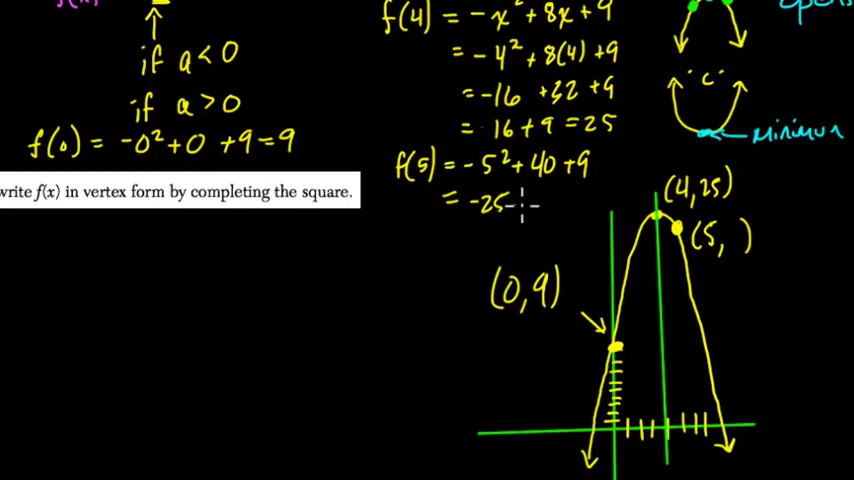 if a < 0
if a > 0
f(0) = -0² + 0 + 9 = 9
write f(x) in vertex form by completing the square.
f(4) = -x² + 8x + 9
= -4² + 8(4) + 9
= -16 + 32 + 9
= 16 + 9 = 25
f(5) = -5² + 40 + 9
= -25
opens
"C"
minimum
(4,25)
(5, )
(0,9)